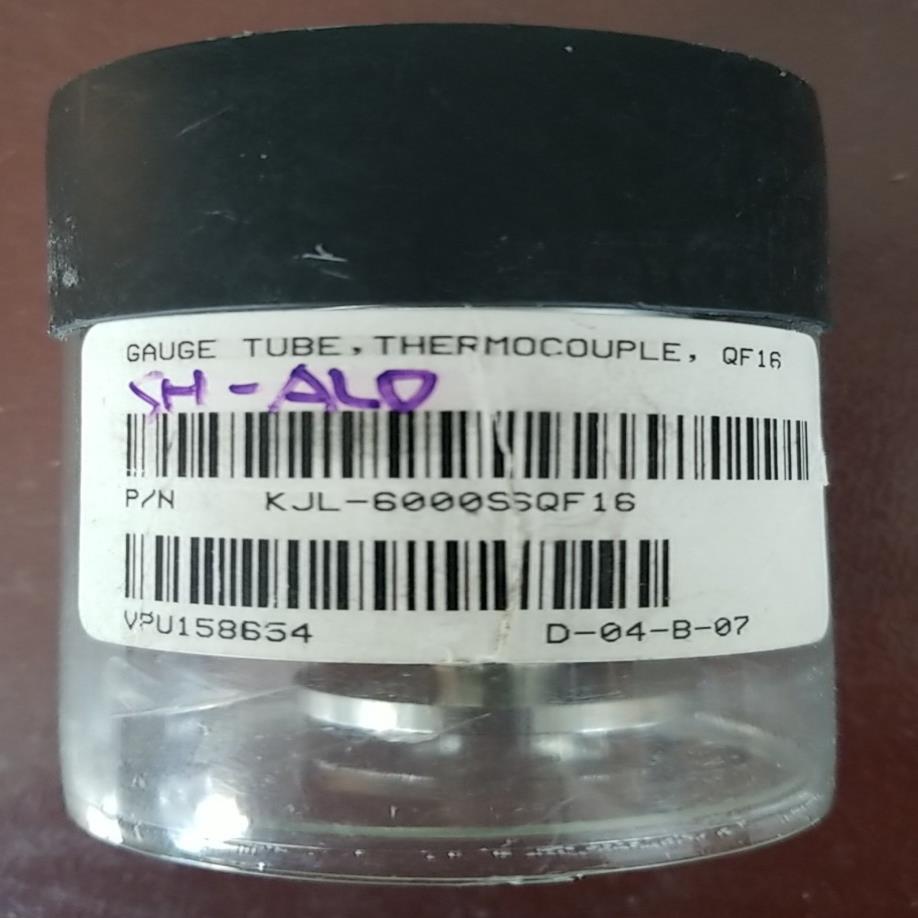 GAUGE TUBE, THERMOCOUPLE, QF16
SH-ALD
P/N KJL-6000SSQF16
VPU158654 D-04-B-07